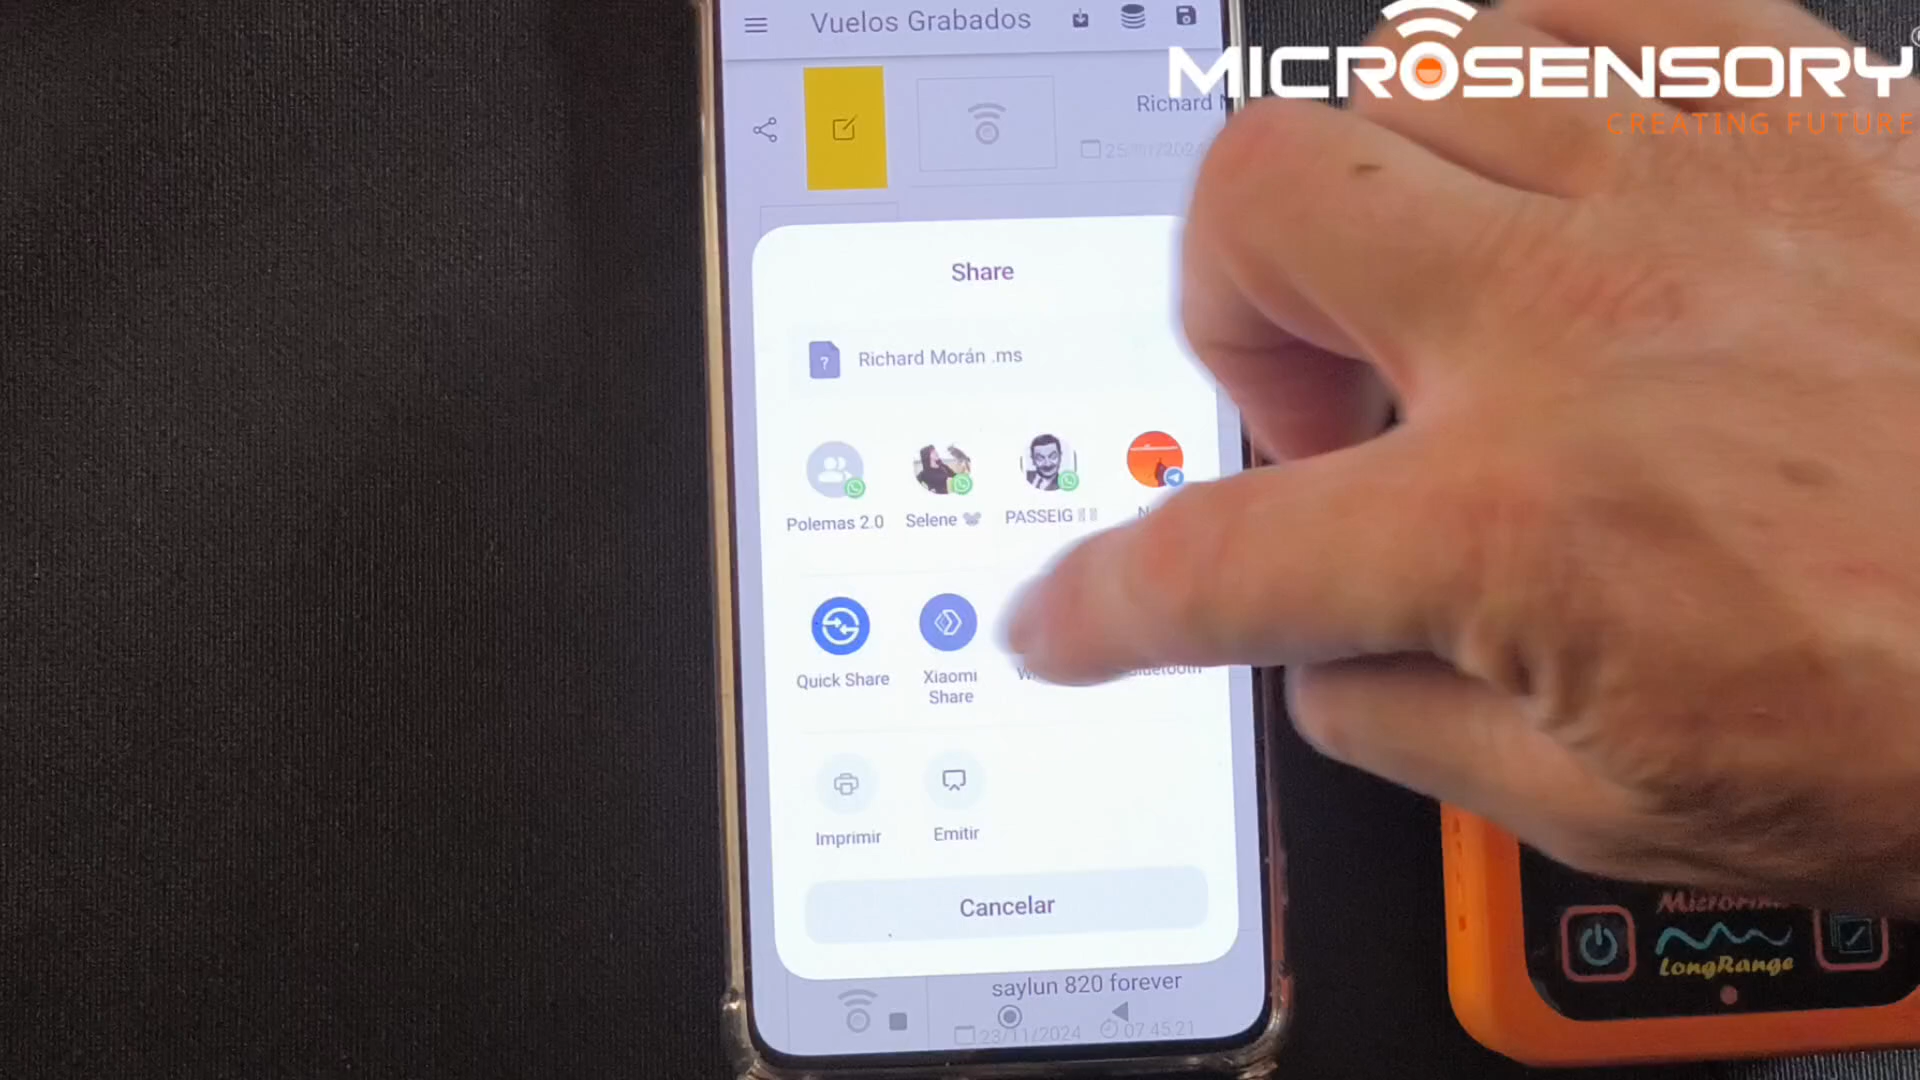 Vuelos Grabados
MICROSENSORY
CREATING FUTURE
Richard
Share
Richard Morán .ms
Polemas 2.0
Selene
PASSEIG
Quick Share
Xiaomi
Share
Bluetooth
Imprimir
Emitir
Cancelar
saylun 820 forever
23/11/2024
07:45:21
LongRange